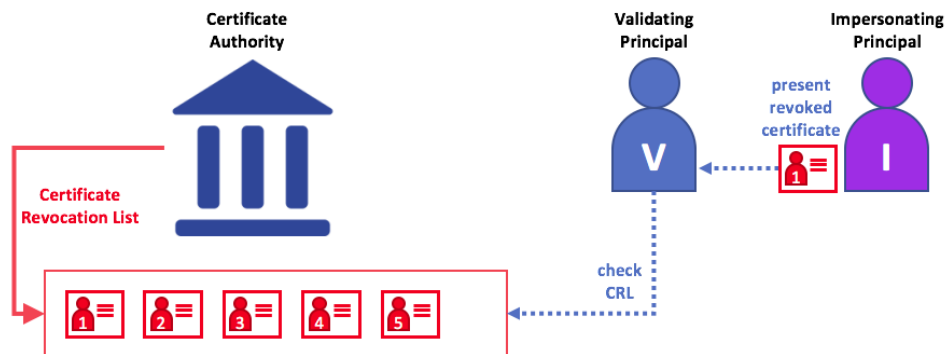 Certificate
Authority
Validating
Principal
Impersonating
Principal
present
revoked
certificate
V
1
I
Certificate
Revocation List
check
CRL
1
2
3
4
5